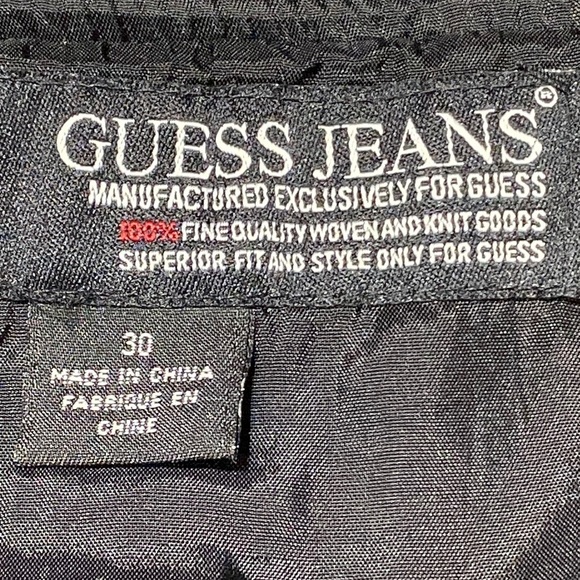 GUESS JEANS®
MANUFACTURED EXCLUSIVELY FOR GUESS
100% FINE QUALITY WOVEN AND KNIT GOODS
SUPERIOR FIT AND STYLE ONLY FOR GUESS
30
MADE IN CHINA
FABRIQUE EN
CHINE